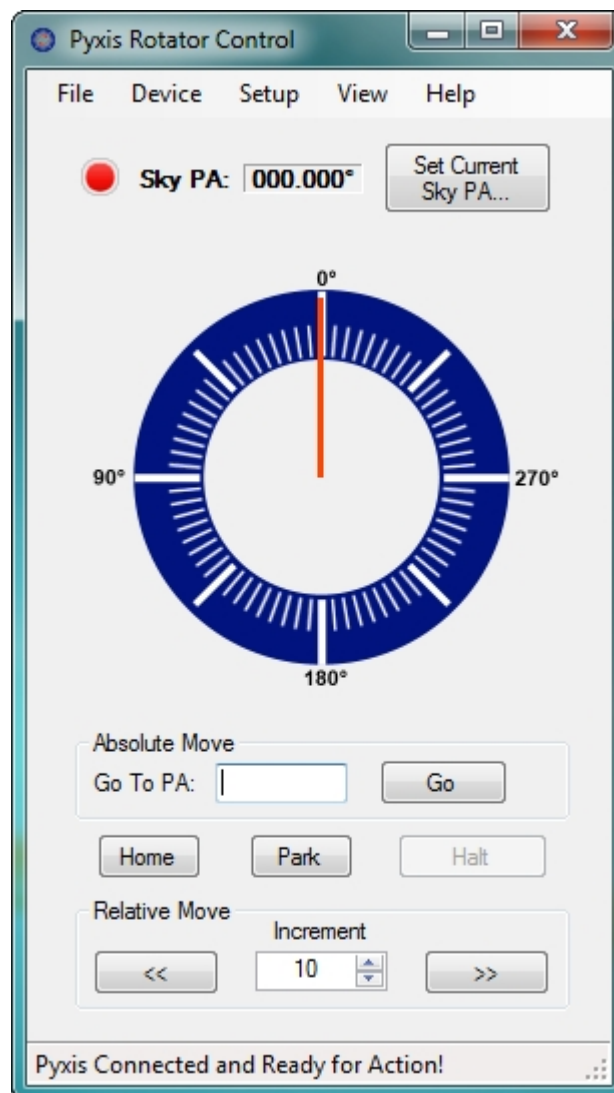 Pyxis Rotator Control
File Device Setup View Help
Sky PA: 000.000° Set Current
Sky PA...
0°
90° 270°
180°
Absolute Move
Go To PA: Go
Home Park Halt
Relative Move
Increment
<< 10 >>
Pyxis Connected and Ready for Action!